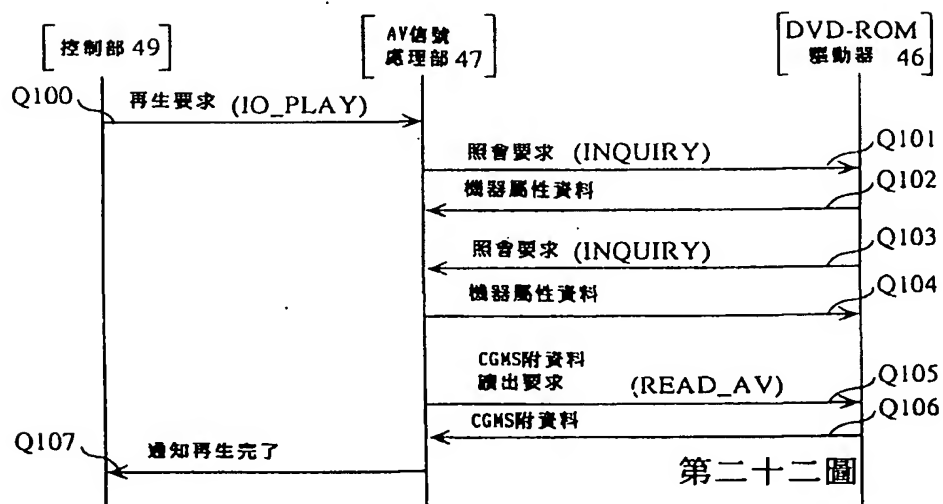 控制部 49
AV信號
處理部 47
DVD-ROM
驅動器 46
Q100
再生要求 (IO_PLAY)
照會要求 (INQUIRY)
Q101
機器屬性資料
Q102
照會要求 (INQUIRY)
Q103
機器屬性資料
Q104
CGMS附資料
讀出要求 (READ_AV)
Q105
CGMS附資料
Q106
Q107
通知再生完了
第二十二圖